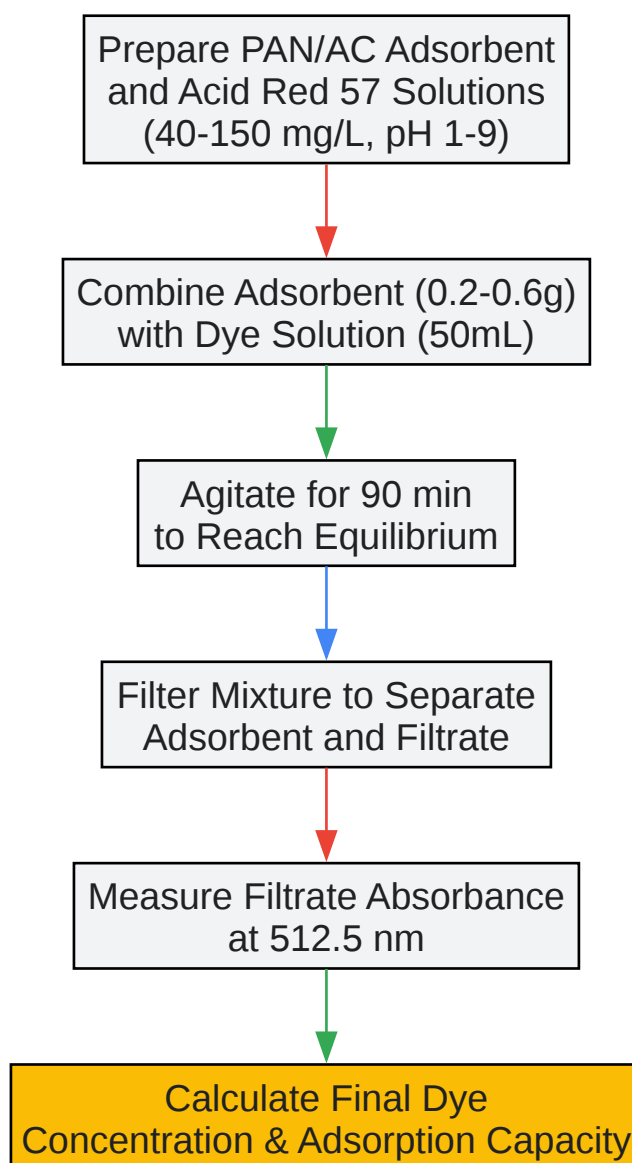 Prepare PAN/AC Adsorbent
and Acid Red 57 Solutions
(40-150 mg/L, pH 1-9)
Combine Adsorbent (0.2-0.6g)
with Dye Solution (50mL)
Agitate for 90 min
to Reach Equilibrium
Filter Mixture to Separate
Adsorbent and Filtrate
Measure Filtrate Absorbance
at 512.5 nm
Calculate Final Dye
Concentration & Adsorption Capacity